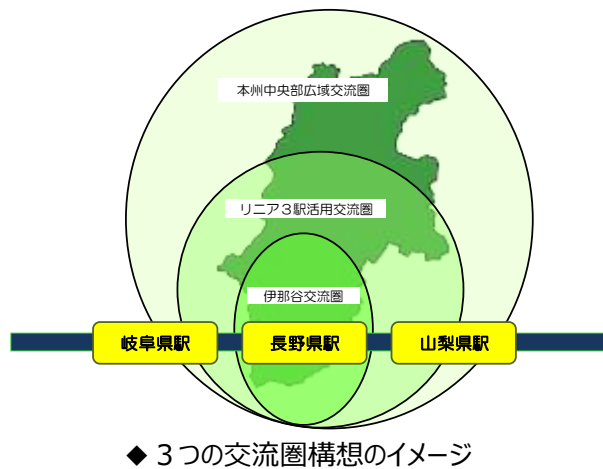 本州中央部広域交流圏
リニア３駅活用交流圏
伊那谷交流圏
岐阜県駅
長野県駅
山梨県駅
◆３つの交流圏構想のイメージ